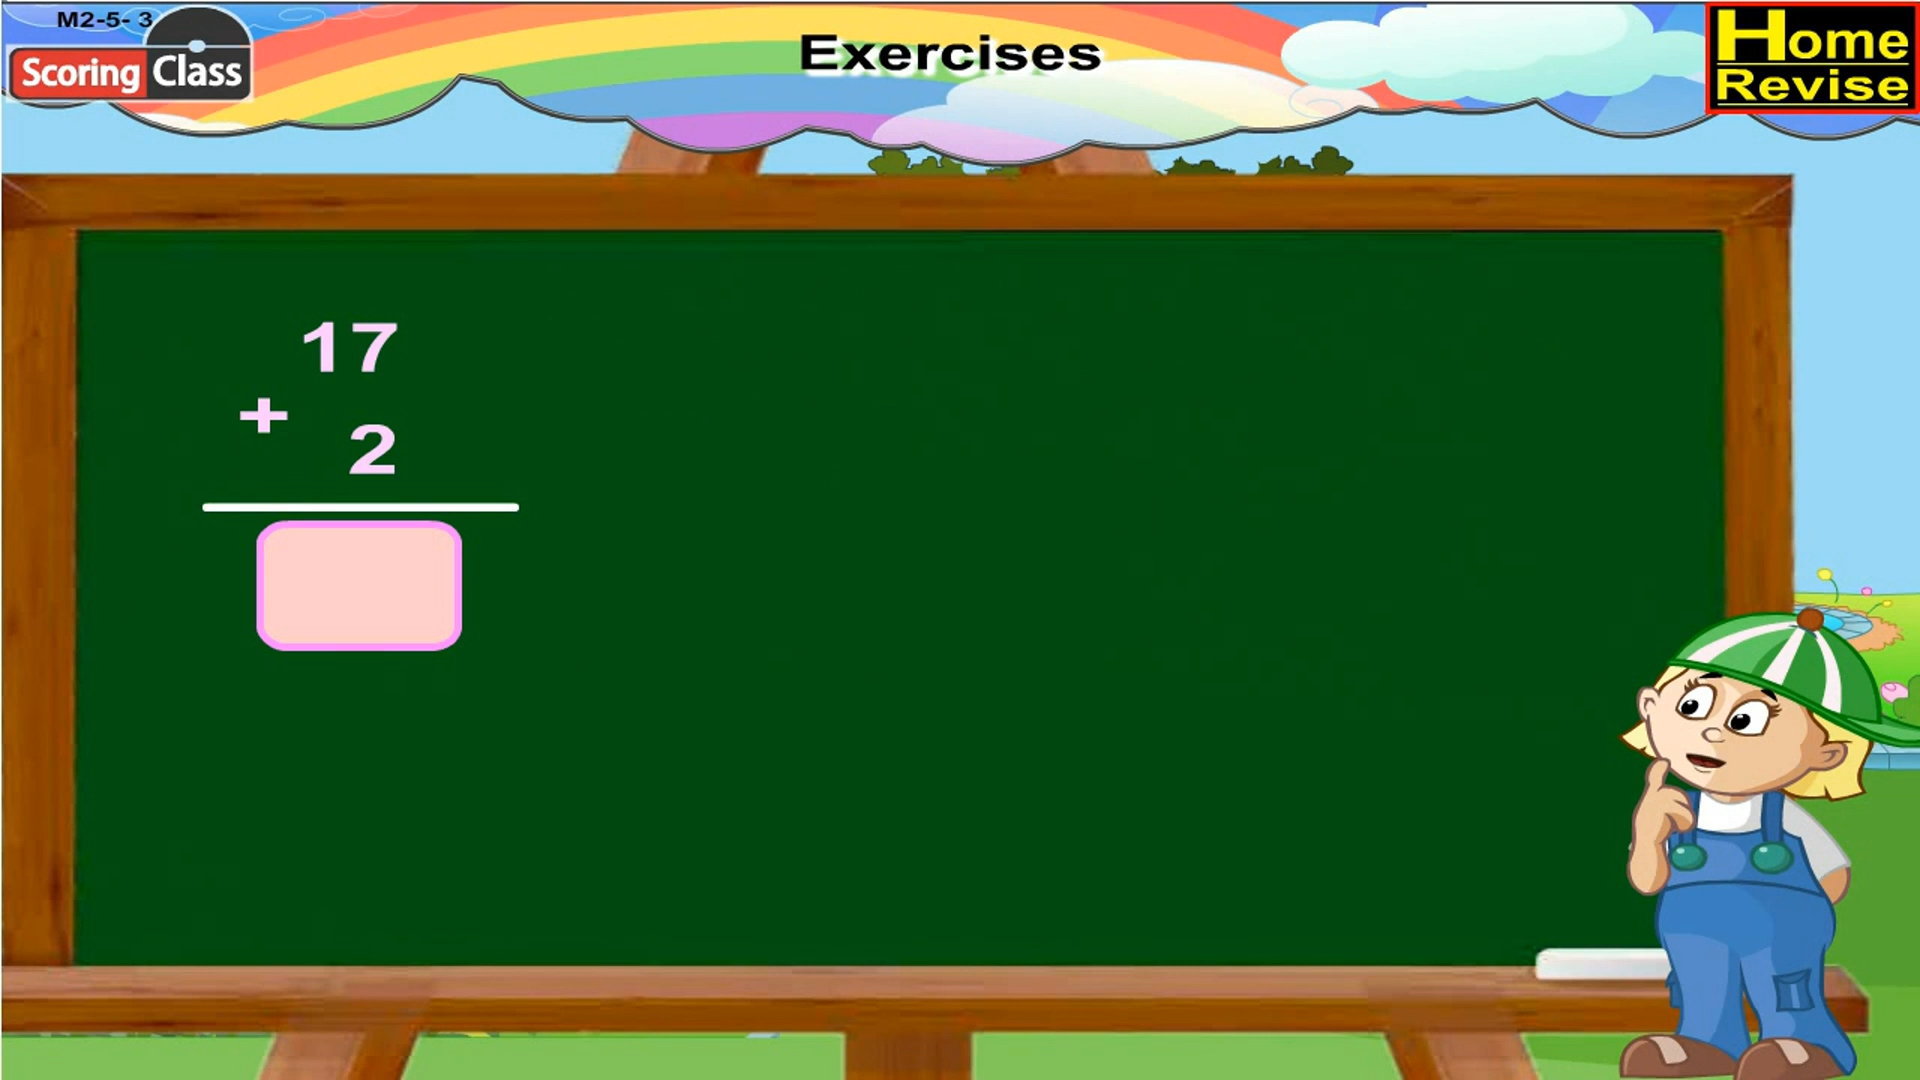 M2-5- 3
Scoring Class
Exercises
Home
Revise
17
+
2